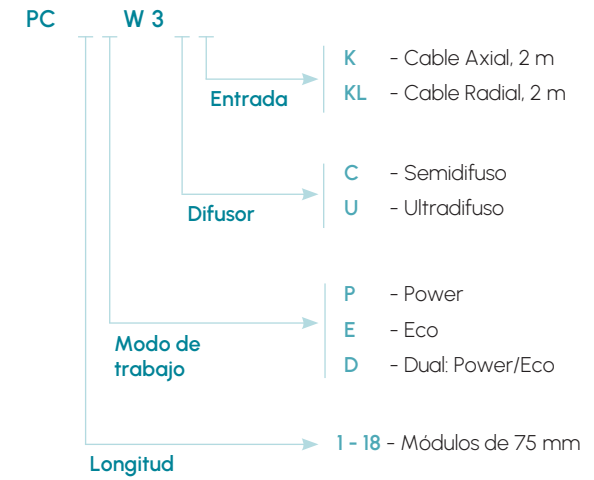 PC W 3
K - Cable Axial, 2 m
KL - Cable Radial, 2 m
Entrada
C - Semidifuso
U - Ultradifuso
Difusor
P - Power
E - Eco
D - Dual: Power/Eco
Modo de
trabajo
1 - 18 - Módulos de 75 mm
Longitud